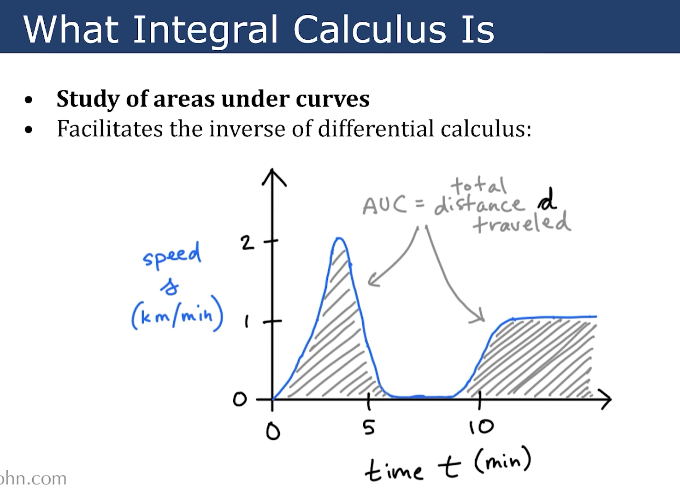 What Integral Calculus Is
• Study of areas under curves
• Facilitates the inverse of differential calculus:
AUC = total distance d traveled
speed
s
(km/min)
2
1
0
0 5 10
time t (min)
ohn.com